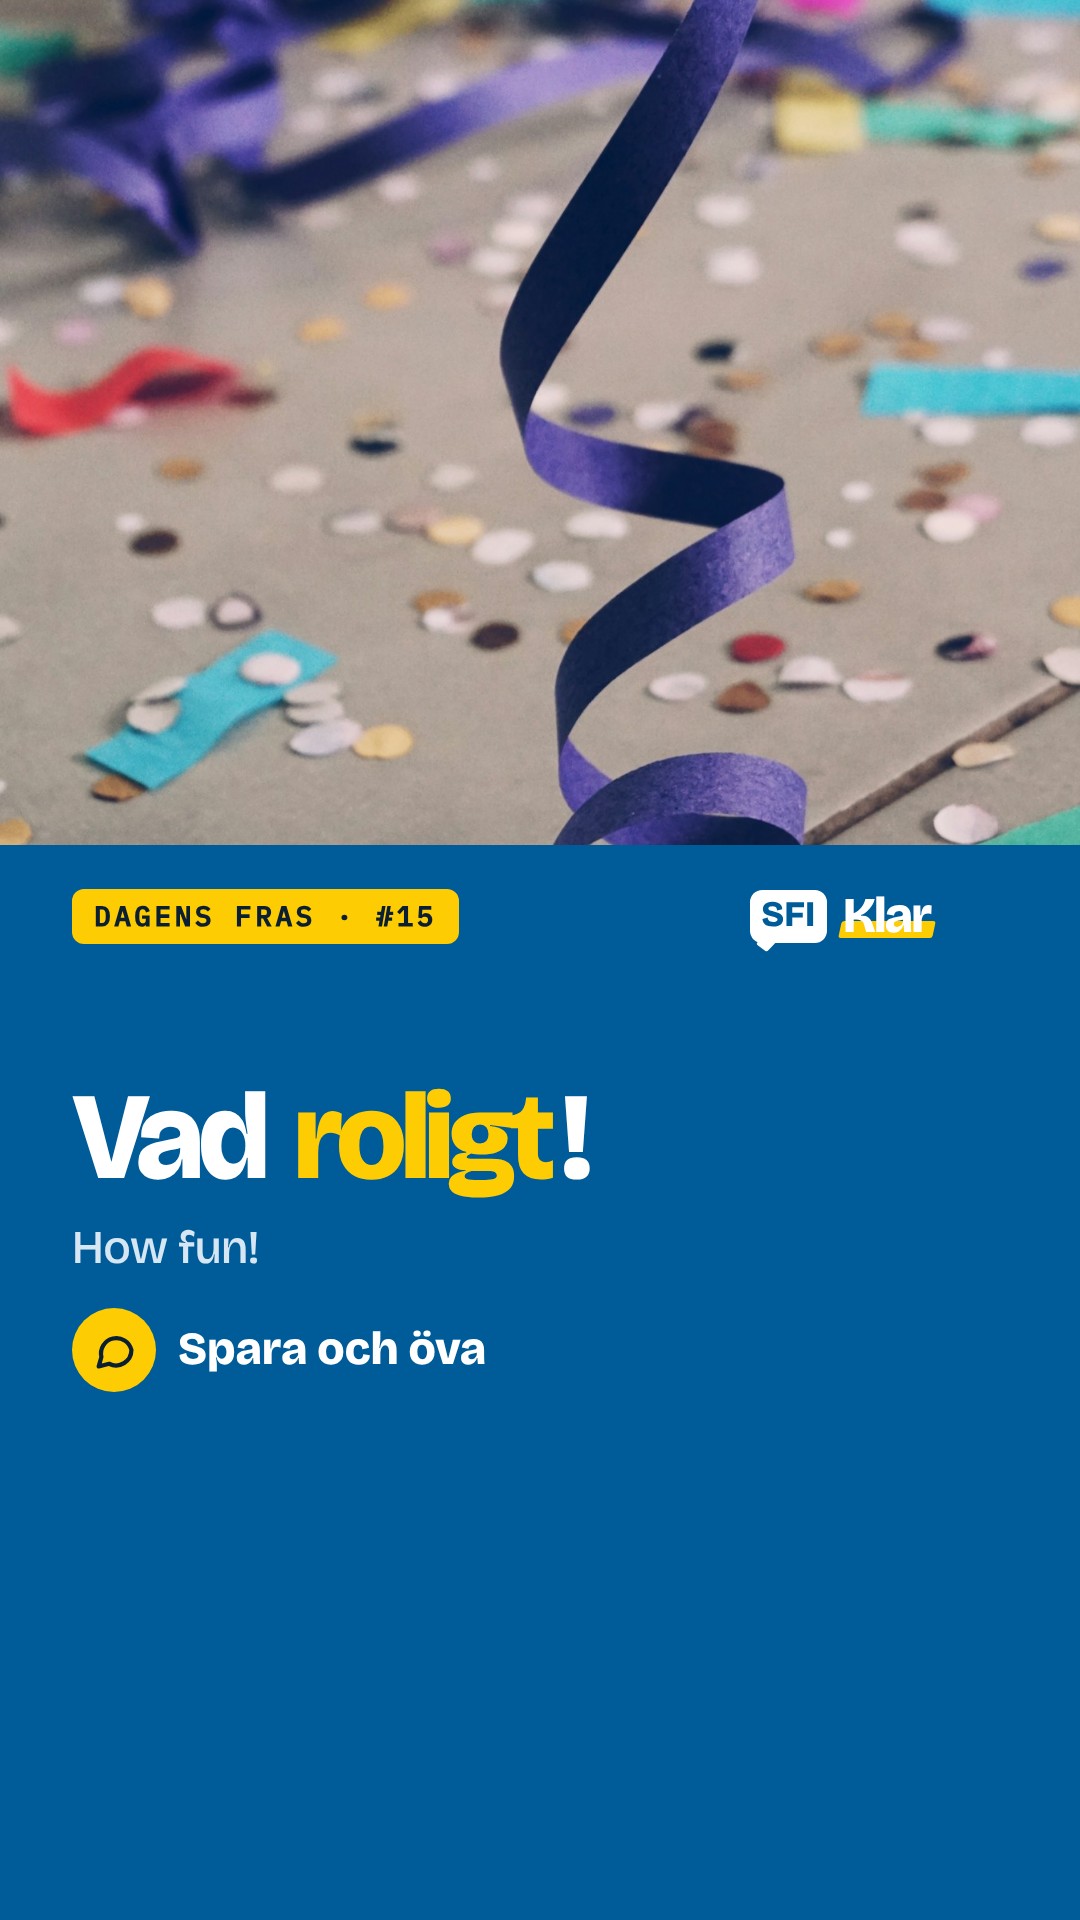 DAGENS FRAS · #15
SFI Klar
Vad roligt!
How fun!
Spara och öva